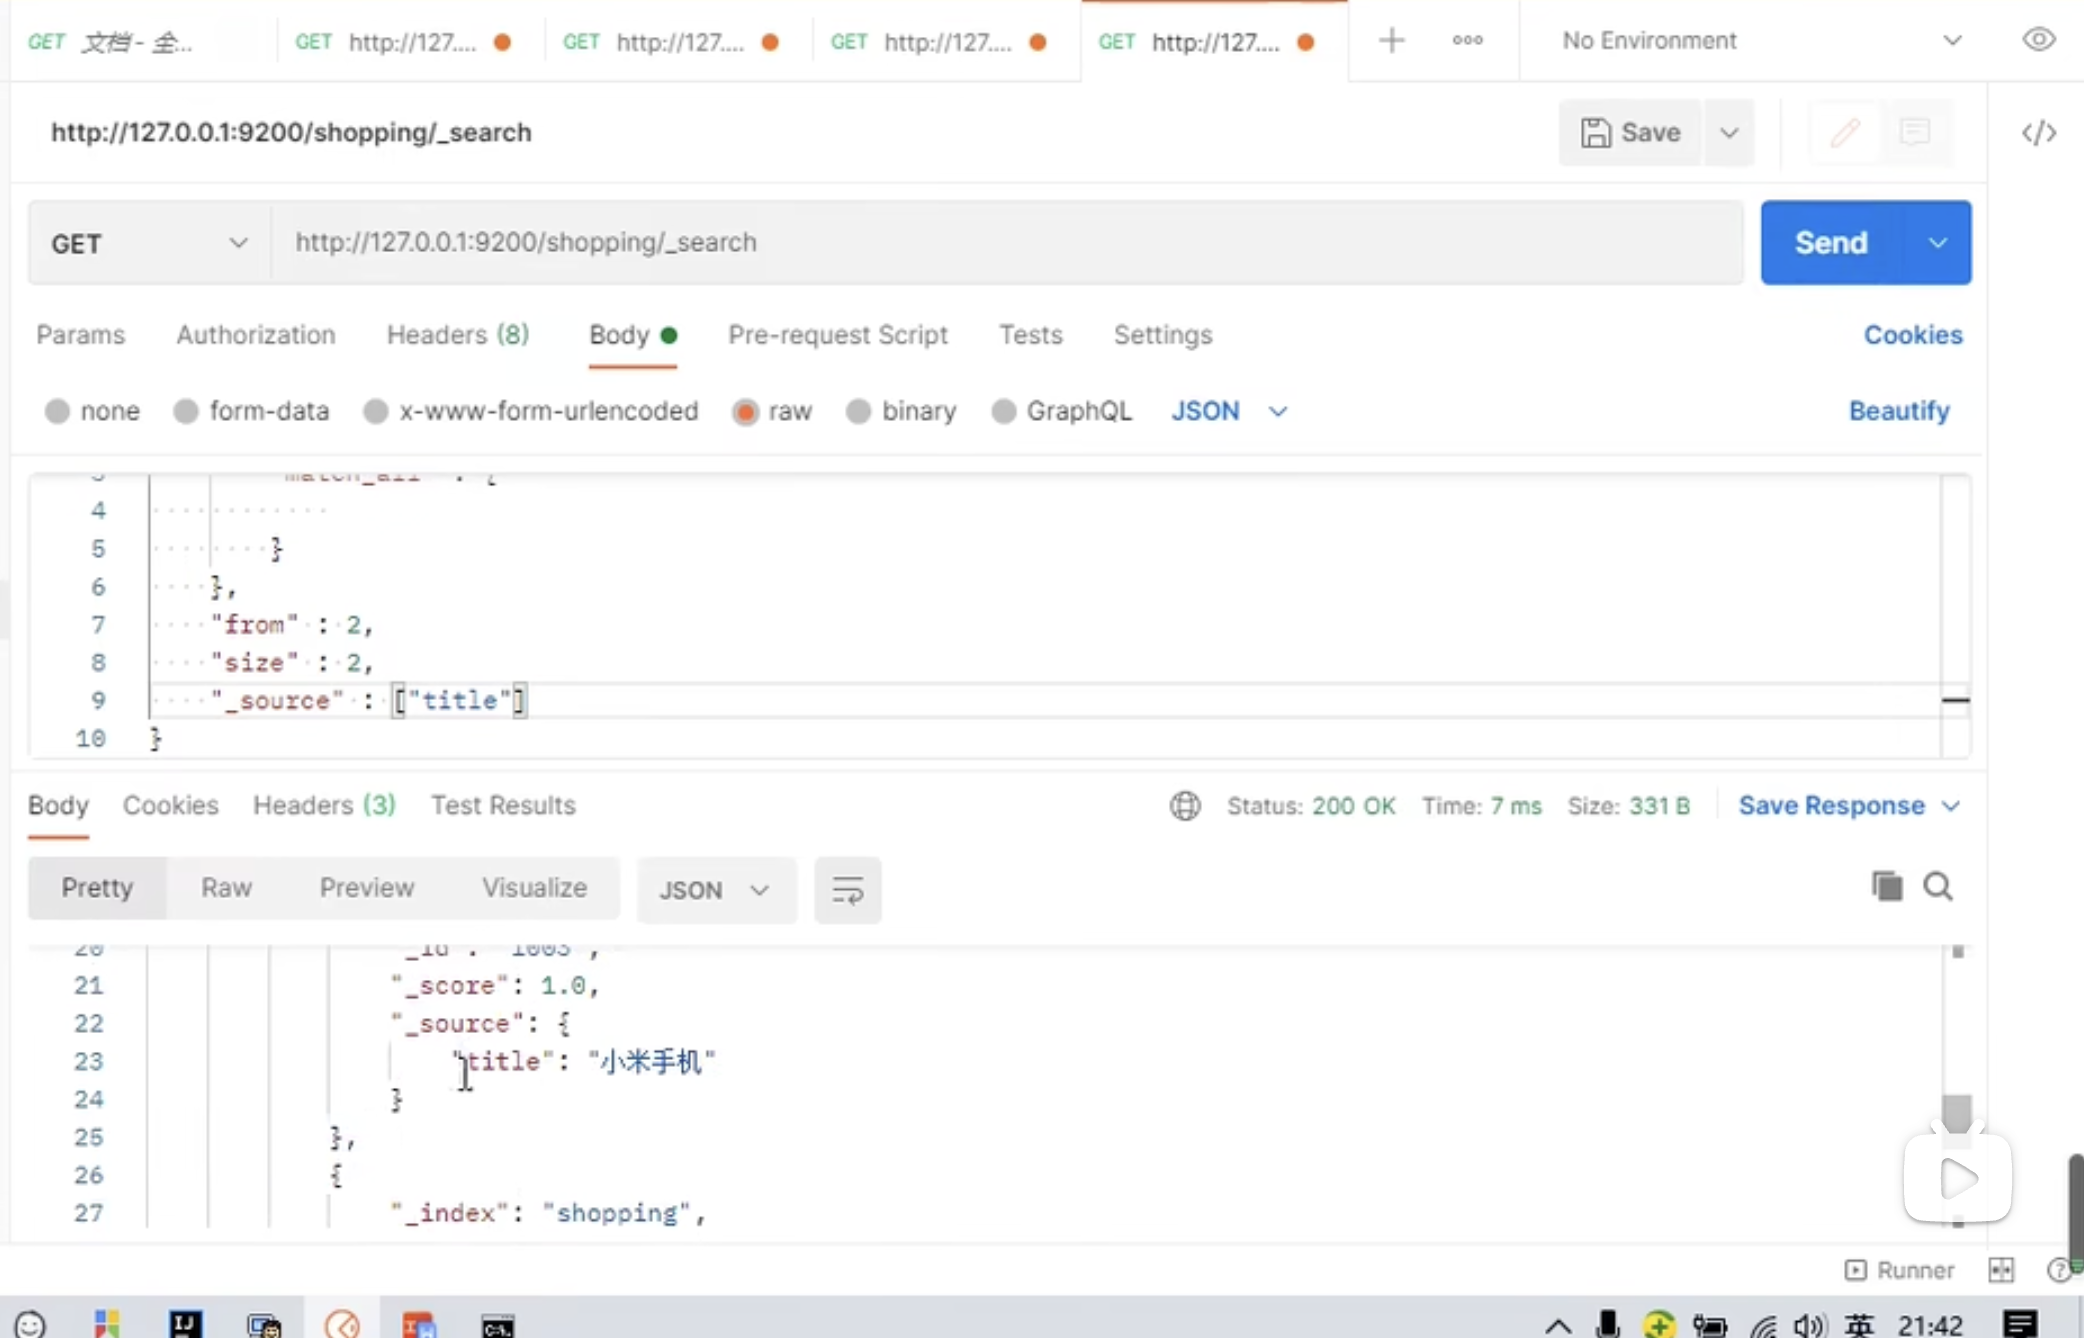 GET 文档 - 全... GET http://127.... GET http://127.... GET http://127.... GET http://127.... No Environment
http://127.0.0.1:9200/shopping/_search Save
GET http://127.0.0.1:9200/shopping/_search Send
Params Authorization Headers (8) Body Pre-request Script Tests Settings Cookies
none form-data x-www-form-urlencoded raw binary GraphQL JSON Beautify
3 match_all" : {
4
5 }
6 },
7 "from" : 2,
8 "size" : 2,
9 "_source" : ["title"]
10 }
Body Cookies Headers (3) Test Results Status: 200 OK Time: 7 ms Size: 331 B Save Response
Pretty Raw Preview Visualize JSON
20 "_id": "1003",
21 "_score": 1.0,
22 "_source": {
23 "title": "小米手机"
24 }
25 },
26 {
27 "_index": "shopping",
Runner
英 21:42